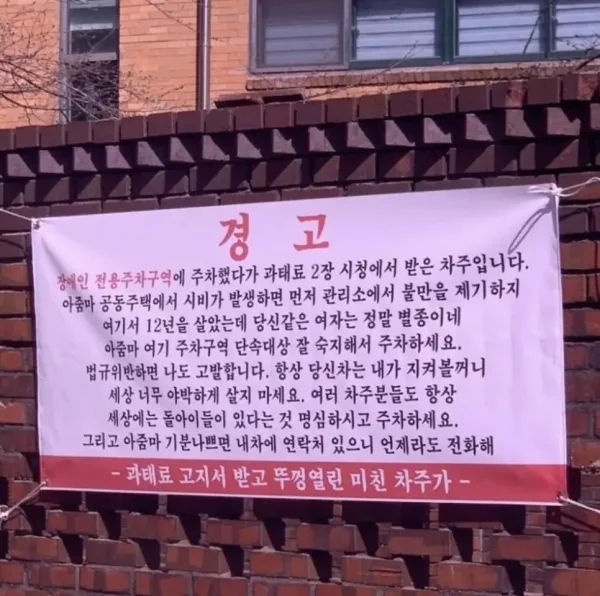 경 고
장애인 전용주차구역에 주차했다가 과태료 2장 시청에서 받은 차주입니다.
아줌마 공동주택에서 시비가 발생하면 먼저 관리소에서 불만을 제기하지
여기서 12년을 살았는데 당신같은 여자는 정말 별종이네
아줌마 여기 주차구역 단속대상 잘 숙지해서 주차하세요.
법규위반하면 나도 고발합니다. 항상 당신차는 내가 지켜볼꺼니
세상 너무 야박하게 살지 마세요. 여러 차주분들도 항상
세상에는 돌아이들이 있다는 것 명심하시고 주차하세요.
그리고 아줌마 기분나쁘면 내차에 연락처 있으니 언제라도 전화해
- 과태료 고지서 받고 뚜껑열린 미친 차주가 -